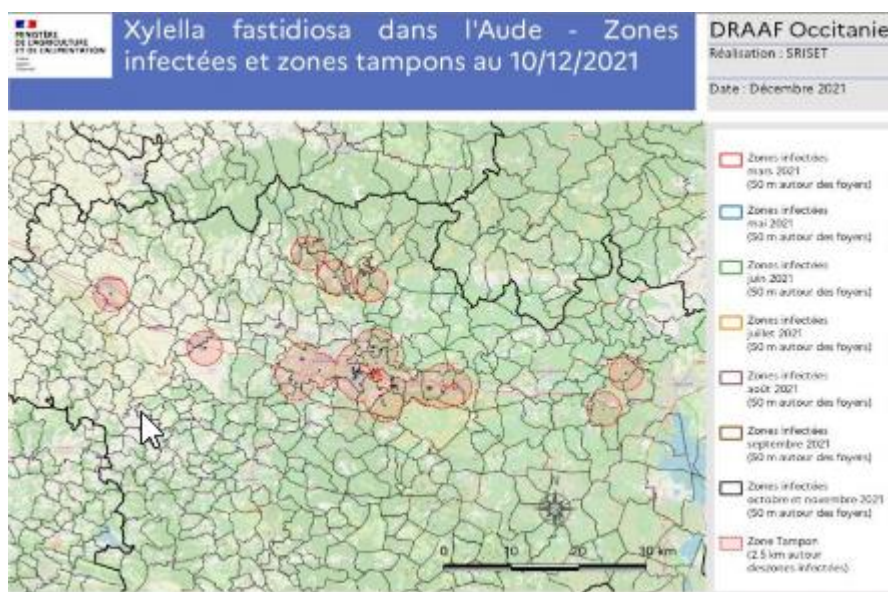 MINISTÈRE
DE L'AGRICULTURE
ET DE L'ALIMENTATION
Xylella fastidiosa dans l'Aude - Zones
infectées et zones tampons au 10/12/2021
DRAAF Occitanie
Réalisation : SRISET
Date : Décembre 2021
Zones infectées
mars 2021
(50 m autour des foyers)
Zones infectées
mai 2021
(50 m autour des foyers)
Zones infectées
juin 2021
(50 m autour des foyers)
Zones infectées
juillet 2021
(50 m autour des foyers)
Zones infectées
août 2021
(50 m autour des foyers)
Zones infectées
septembre 2021
(50 m autour des foyers)
Zones infectées
octobre et novembre 2021
(50 m autour des foyers)
Zone Tampon
(2.5 km autour
deszones infectées)
N
0 10 20 30 km